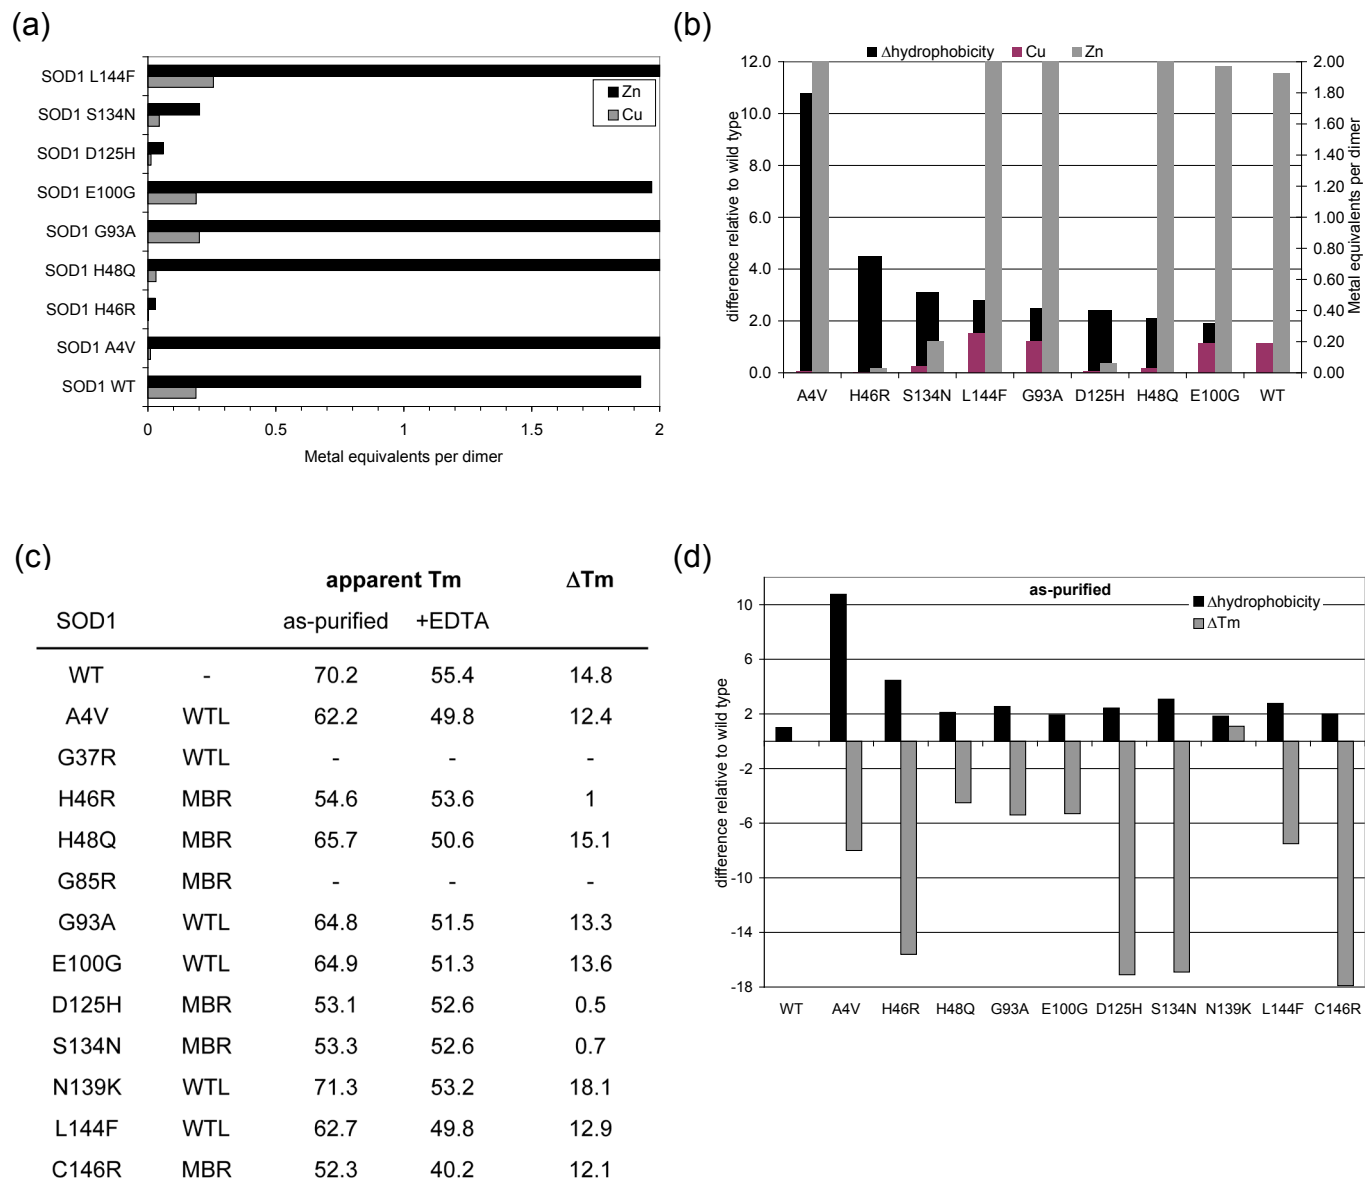 (a)
SOD1 L144F
SOD1 S134N
SOD1 D125H
SOD1 E100G
SOD1 G93A
SOD1 H48Q
SOD1 H46R
SOD1 A4V
SOD1 WT
Zn
Cu
0 0.5 1 1.5 2
Metal equivalents per dimer
(b)
Δhydrophobicity Cu Zn
12.0 2.00
1.80
10.0 1.60
1.40
8.0
1.20
6.0 1.00
0.80
4.0
0.60
0.40
2.0
0.20
0.0 0.00
difference relative to wild type
Metal equivalents per dimer
A4V H46R S134N L144F G93A D125H H48Q E100G WT
(c)
apparent Tm ΔTm
SOD1 as-purified +EDTA
WT - 70.2 55.4 14.8
A4V WTL 62.2 49.8 12.4
G37R WTL - - -
H46R MBR 54.6 53.6 1
H48Q MBR 65.7 50.6 15.1
G85R MBR - - -
G93A WTL 64.8 51.5 13.3
E100G WTL 64.9 51.3 13.6
D125H MBR 53.1 52.6 0.5
S134N MBR 53.3 52.6 0.7
N139K WTL 71.3 53.2 18.1
L144F WTL 62.7 49.8 12.9
C146R MBR 52.3 40.2 12.1
(d)
as-purified
Δhydrophobicity
ΔTm
10
6
2
-2
-6
-10
-14
-18
difference relative to wild type
WT A4V H46R H48Q G93A E100G D125H S134N N139K L144F C146R